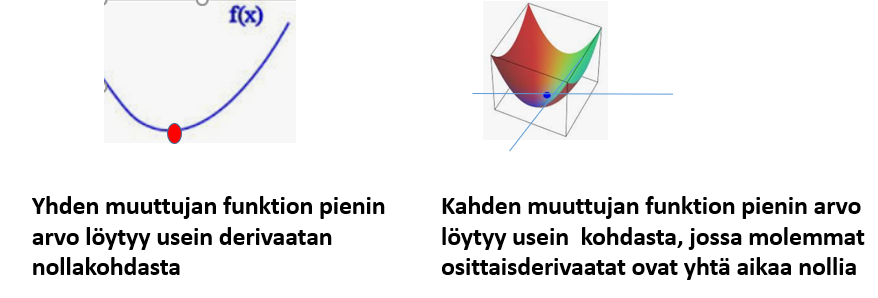 f(x)
Yhden muuttujan funktion pienin
arvo löytyy usein derivaatan
nollakohdasta
Kahden muuttujan funktion pienin arvo
löytyy usein  kohdasta, jossa molemmat
osittaisderivaatat ovat yhtä aikaa nollia